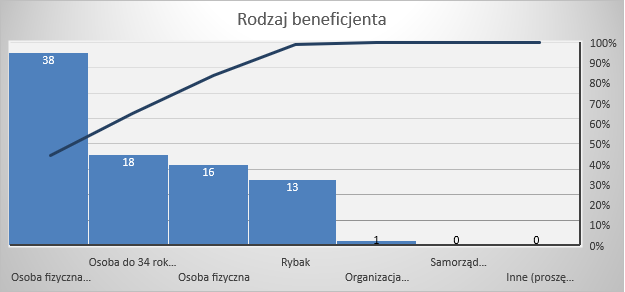 Rodzaj beneficjenta
100%
90%
80%
70%
60%
50%
40%
30%
20%
10%
0%
38
18
16
13
1
0
0
Osoba do 34 rok...
Rybak
Samorząd...
Osoba fizyczna...
Osoba fizyczna
Organizacja...
Inne (proszę...